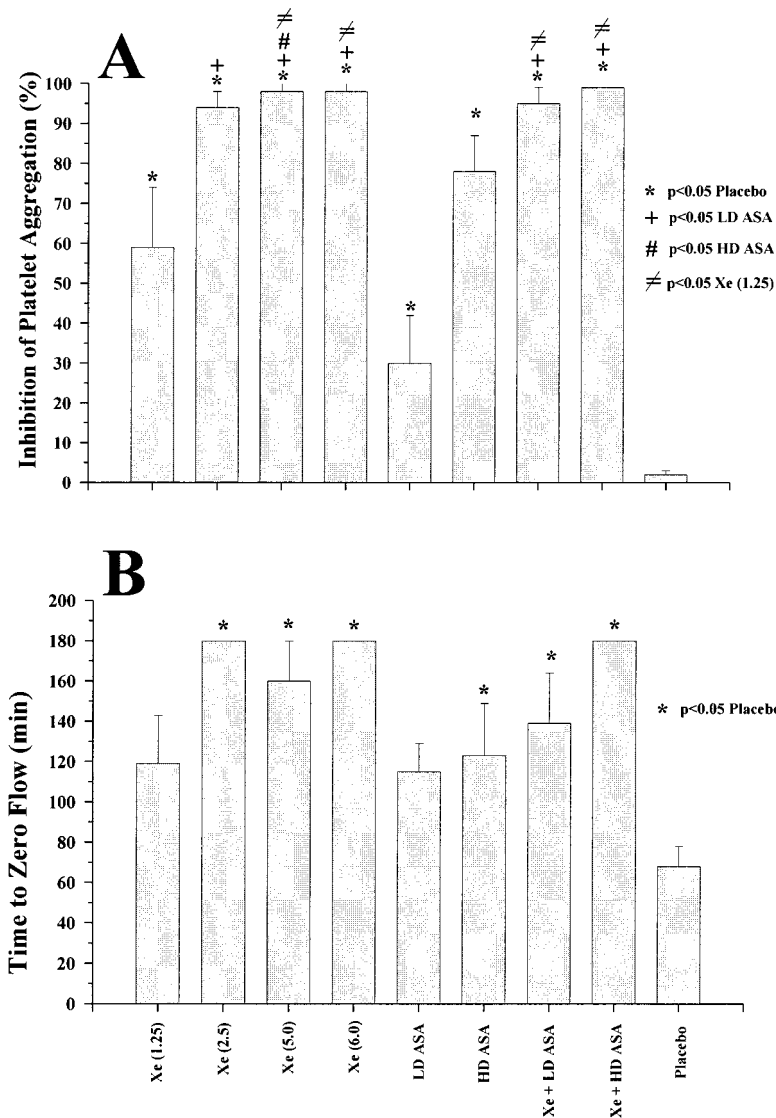 A
Inhibition of Platelet Aggregation (%)
100
90
80
70
60
50
40
30
20
10
0
*
+
*
≠
#
+
*
≠
+
*
*
*
≠
+
*
≠
+
*
* p<0.05 Placebo
+ p<0.05 LD ASA
# p<0.05 HD ASA
≠ p<0.05 Xe (1.25)
B
Time to Zero Flow (min)
200
180
160
140
120
100
80
60
40
20
0
*
*
*
*
*
*
* p<0.05 Placebo
Xe (1.25)
Xe (2.5)
Xe (5.0)
Xe (6.0)
LD ASA
HD ASA
Xe + LD ASA
Xe + HD ASA
Placebo